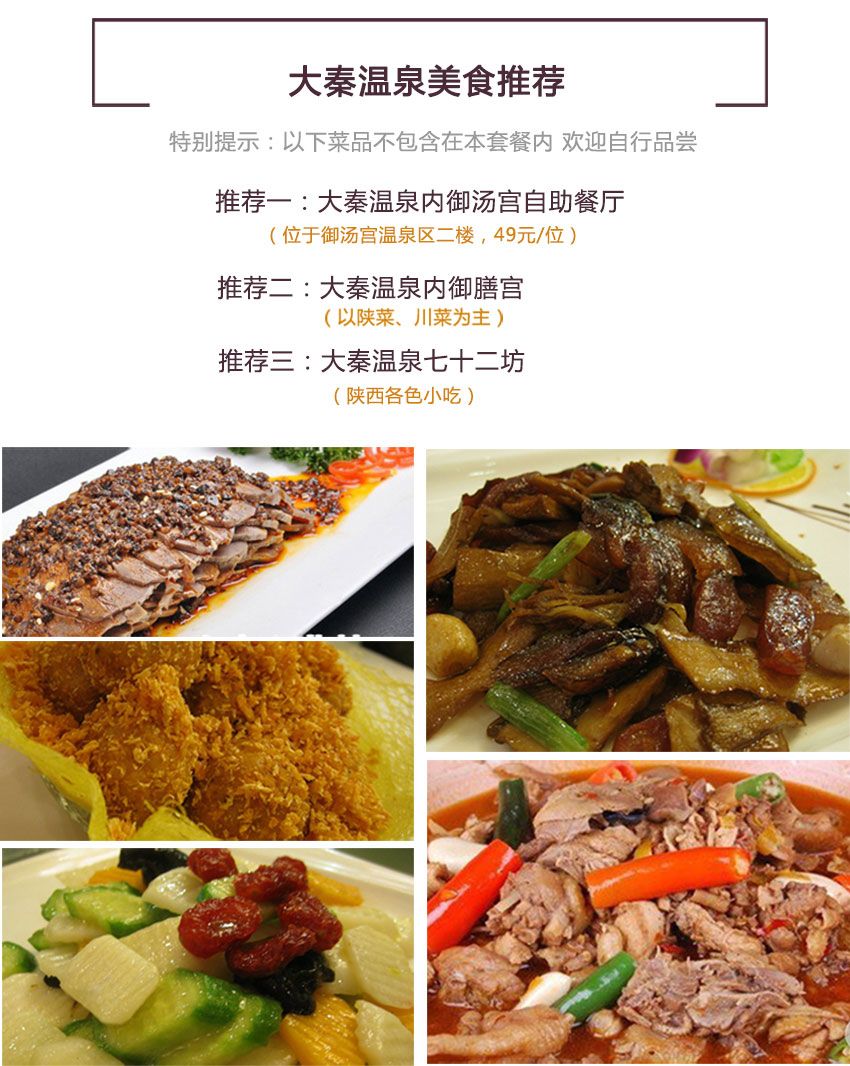 大秦温泉美食推荐
特别提示：以下菜品不包含在本套餐内 欢迎自行品尝
推荐一：大秦温泉内御汤宫自助餐厅
（位于御汤宫温泉区二楼，49元/位）
推荐二：大秦温泉内御膳宫
（以陕菜、川菜为主）
推荐三：大秦温泉七十二坊
（陕西各色小吃）